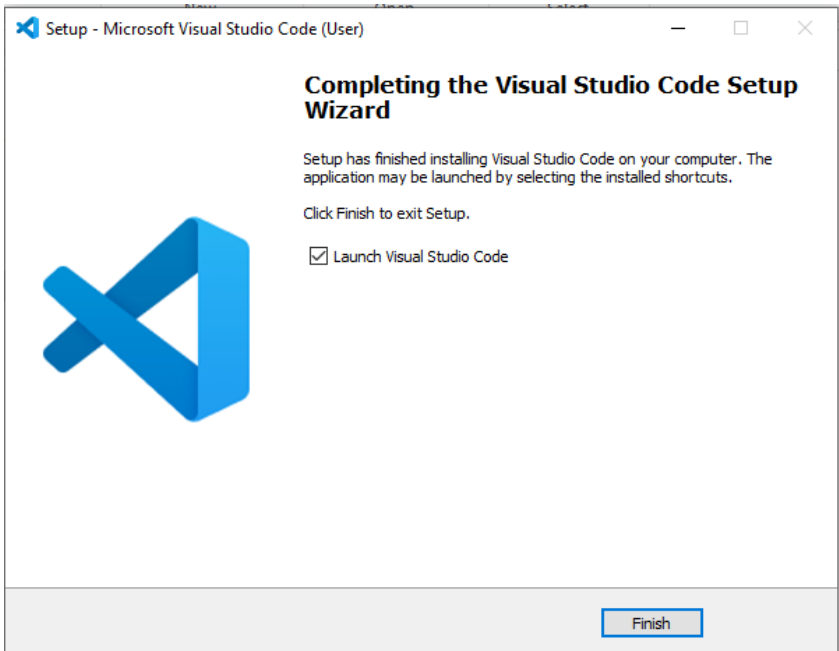 Setup - Microsoft Visual Studio Code (User)
Completing the Visual Studio Code Setup
Wizard
Setup has finished installing Visual Studio Code on your computer. The
application may be launched by selecting the installed shortcuts.
Click Finish to exit Setup.
Launch Visual Studio Code
Finish